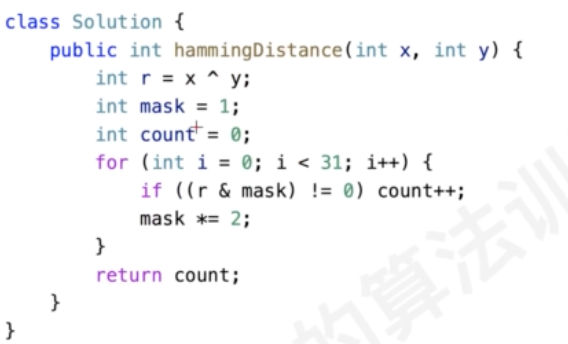 class Solution {
    public int hammingDistance(int x, int y) {
        int r = x ^ y;
        int mask = 1;
        int count = 0;
        for (int i = 0; i < 31; i++) {
            if ((r & mask) != 0) count++;
            mask *= 2;
        }
        return count;
    }
}
的算法训